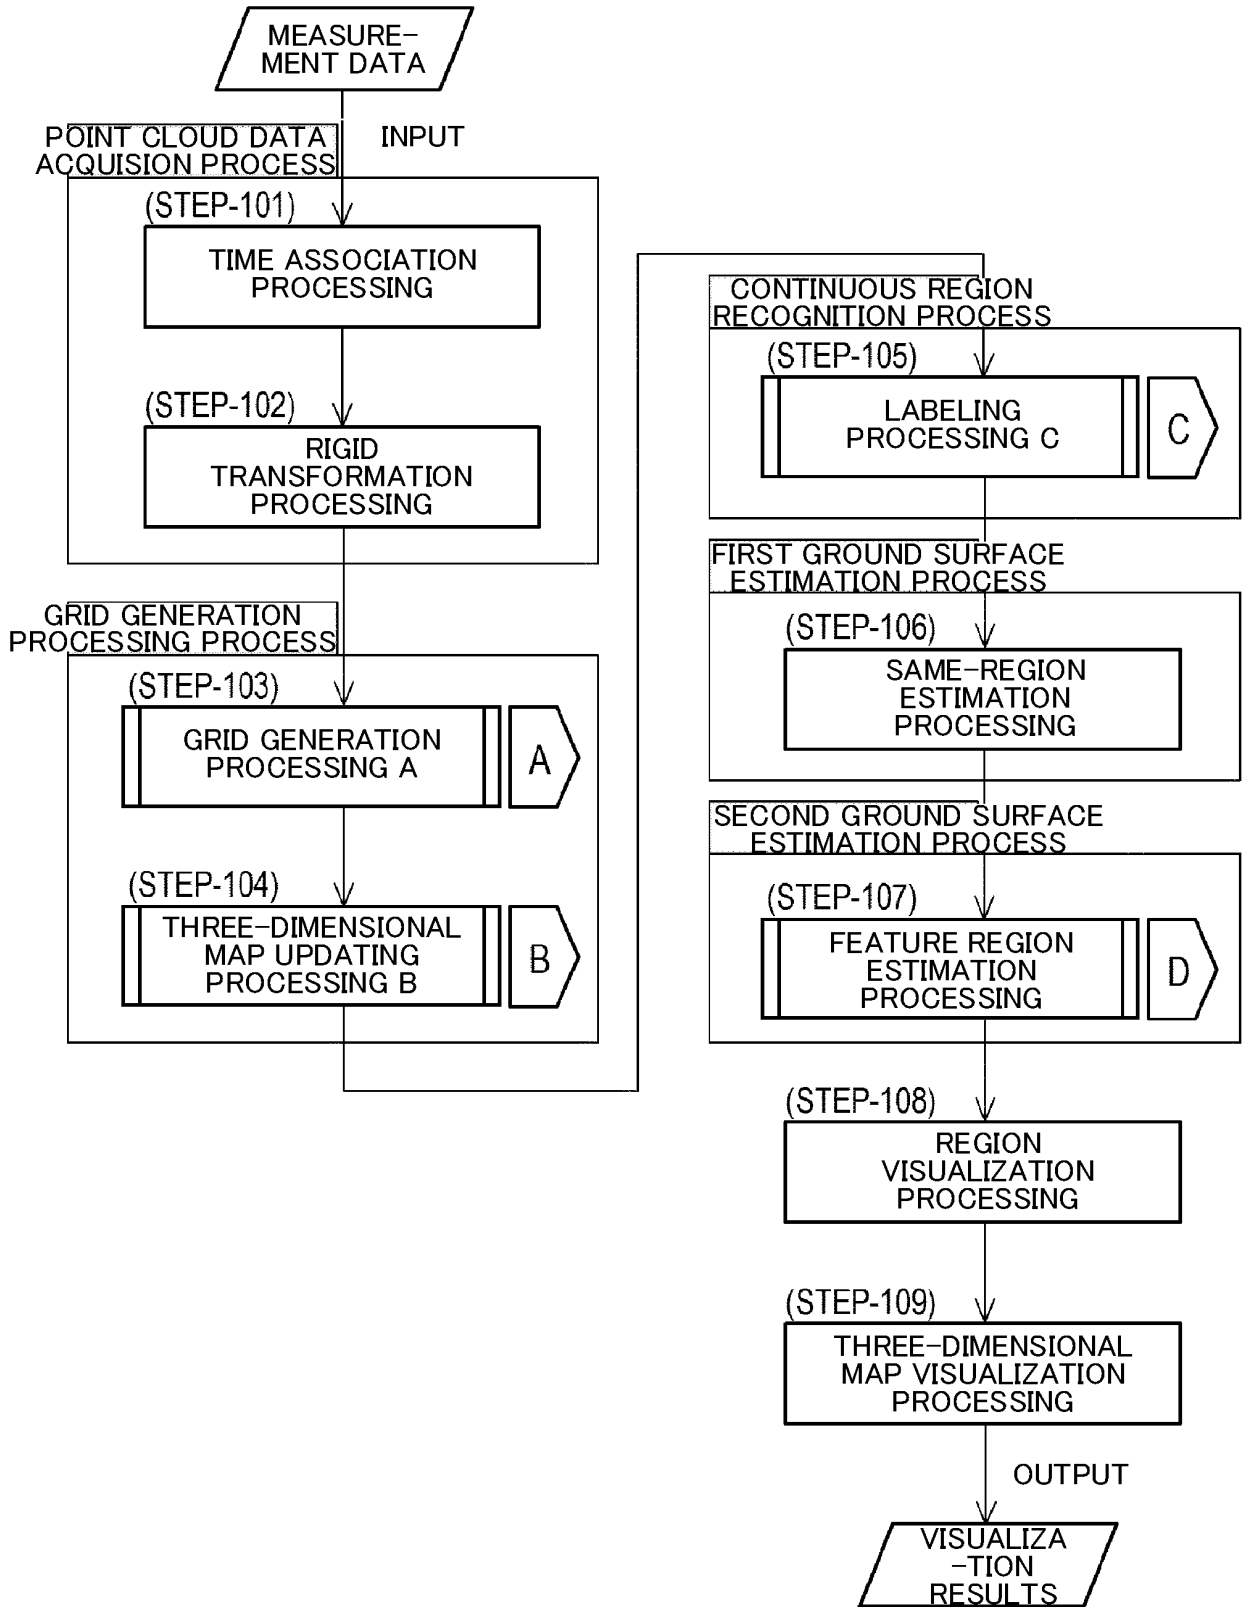 MEASURE-
MENT DATA
INPUT
POINT CLOUD DATA
ACQUISION PROCESS
(STEP-101)
TIME ASSOCIATION
PROCESSING
(STEP-102)
RIGID
TRANSFORMATION
PROCESSING
GRID GENERATION
PROCESSING PROCESS
(STEP-103)
GRID GENERATION
PROCESSING A
A
(STEP-104)
THREE-DIMENSIONAL
MAP UPDATING
PROCESSING B
B
CONTINUOUS REGION
RECOGNITION PROCESS
(STEP-105)
LABELING
PROCESSING C
C
FIRST GROUND SURFACE
ESTIMATION PROCESS
(STEP-106)
SAME-REGION
ESTIMATION
PROCESSING
SECOND GROUND SURFACE
ESTIMATION PROCESS
(STEP-107)
FEATURE REGION
ESTIMATION
PROCESSING
D
(STEP-108)
REGION
VISUALIZATION
PROCESSING
(STEP-109)
THREE-DIMENSIONAL
MAP VISUALIZATION
PROCESSING
OUTPUT
VISUALIZA
-TION
RESULTS